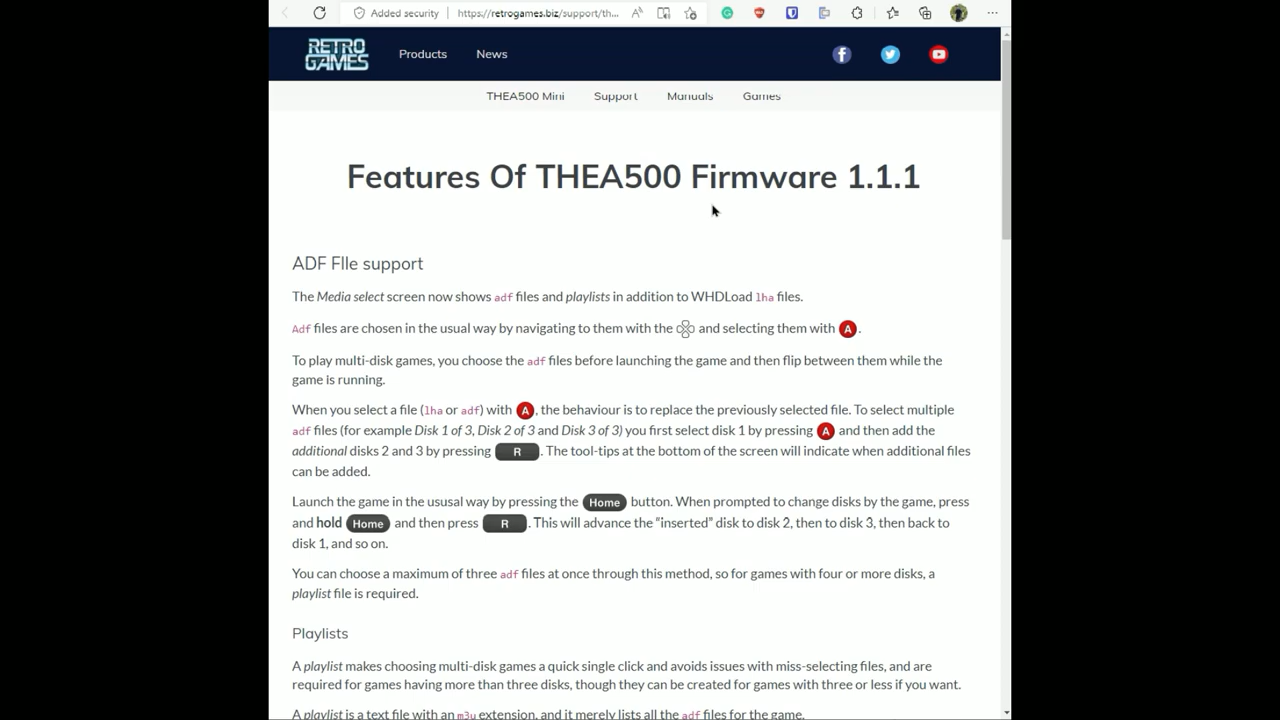 Added security
https://retrogames.biz/support/th...
RETRO
GAMES
Products
News
THEA500 Mini
Support
Manuals
Games
Features Of THEA500 Firmware 1.1.1
ADF FIle support
The Media select screen now shows adf files and playlists in addition to WHDLoad lha files.
Adf files are chosen in the usual way by navigating to them with the and selecting them with A .
To play multi-disk games, you choose the adf files before launching the game and then flip between them while the
game is running.
When you select a file (lha or adf) with A , the behaviour is to replace the previously selected file. To select multiple
adf files (for example Disk 1 of 3, Disk 2 of 3 and Disk 3 of 3) you first select disk 1 by pressing A and then add the
additional disks 2 and 3 by pressing R . The tool-tips at the bottom of the screen will indicate when additional files
can be added.
Launch the game in the ususal way by pressing the Home button. When prompted to change disks by the game, press
and hold Home and then press R . This will advance the “inserted” disk to disk 2, then to disk 3, then back to
disk 1, and so on.
You can choose a maximum of three adf files at once through this method, so for games with four or more disks, a
playlist file is required.
Playlists
A playlist makes choosing multi-disk games a quick single click and avoids issues with miss-selecting files, and are
required for games having more than three disks, though they can be created for games with three or less if you want.
A playlist is a text file with an m3u extension, and it merely lists all the adf files for the game.